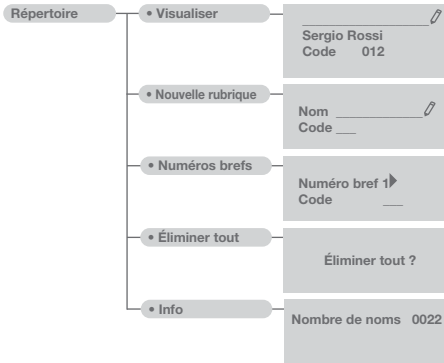 Répertoire
• Visualiser
Sergio Rossi
Code 012
• Nouvelle rubrique
Nom
Code
• Numéros brefs
Numéro bref 1
Code
• Éliminer tout
Éliminer tout ?
• Info
Nombre de noms 0022